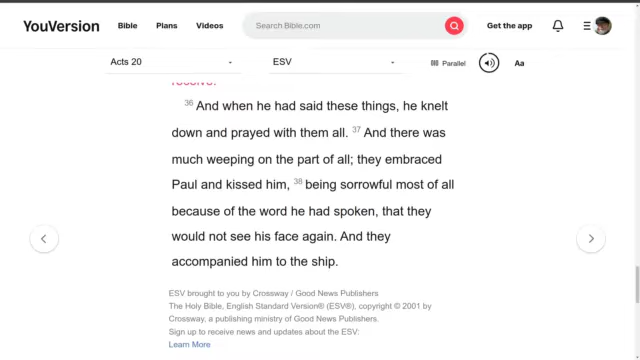 YouVersion Bible Plans Videos Search Bible.com Get the app
Acts 20 ESV Parallel Aa
receive.'
36 And when he had said these things, he knelt
down and prayed with them all. 37 And there was
much weeping on the part of all; they embraced
Paul and kissed him, 38 being sorrowful most of all
because of the word he had spoken, that they
would not see his face again. And they
accompanied him to the ship.
ESV brought to you by Crossway / Good News Publishers
The Holy Bible, English Standard Version® (ESV®), copyright © 2001 by
Crossway, a publishing ministry of Good News Publishers.
Sign up to receive news and updates about the ESV:
Learn More